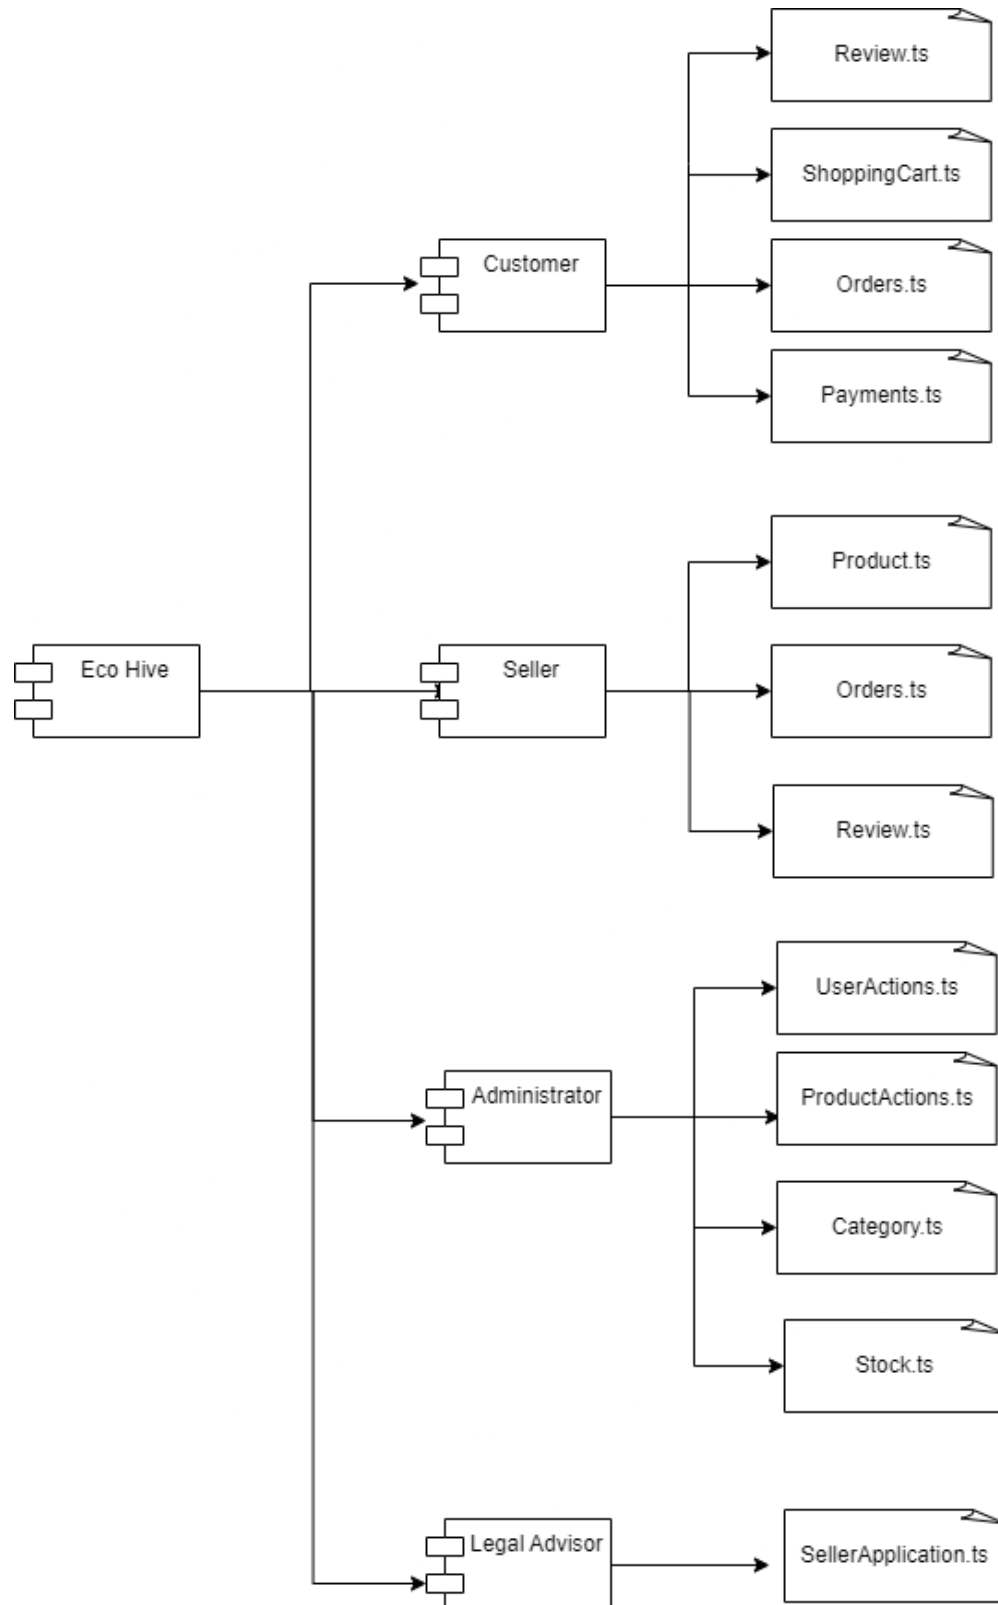 Review.ts
ShoppingCart.ts
Customer
Orders.ts
Payments.ts
Product.ts
Eco Hive
Seller
Orders.ts
Review.ts
UserActions.ts
Administrator
ProductActions.ts
Category.ts
Stock.ts
Legal Advisor
SellerApplication.ts